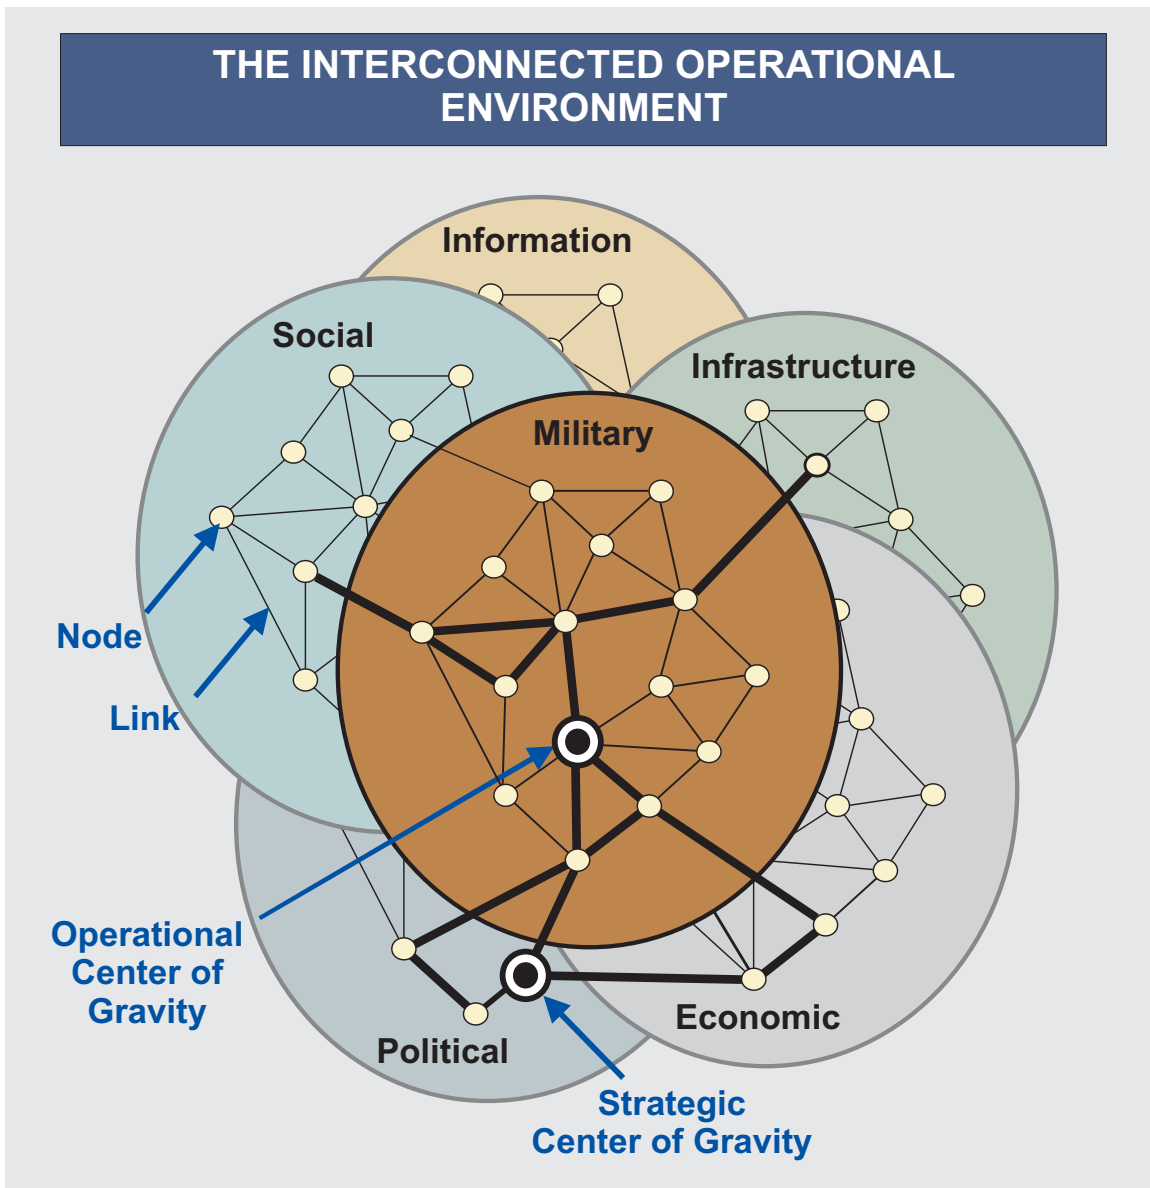 THE INTERCONNECTED OPERATIONAL
ENVIRONMENT
Information
Social
Infrastructure
Military
Node
Link
Operational
Center of
Gravity
Economic
Political
Strategic
Center of Gravity